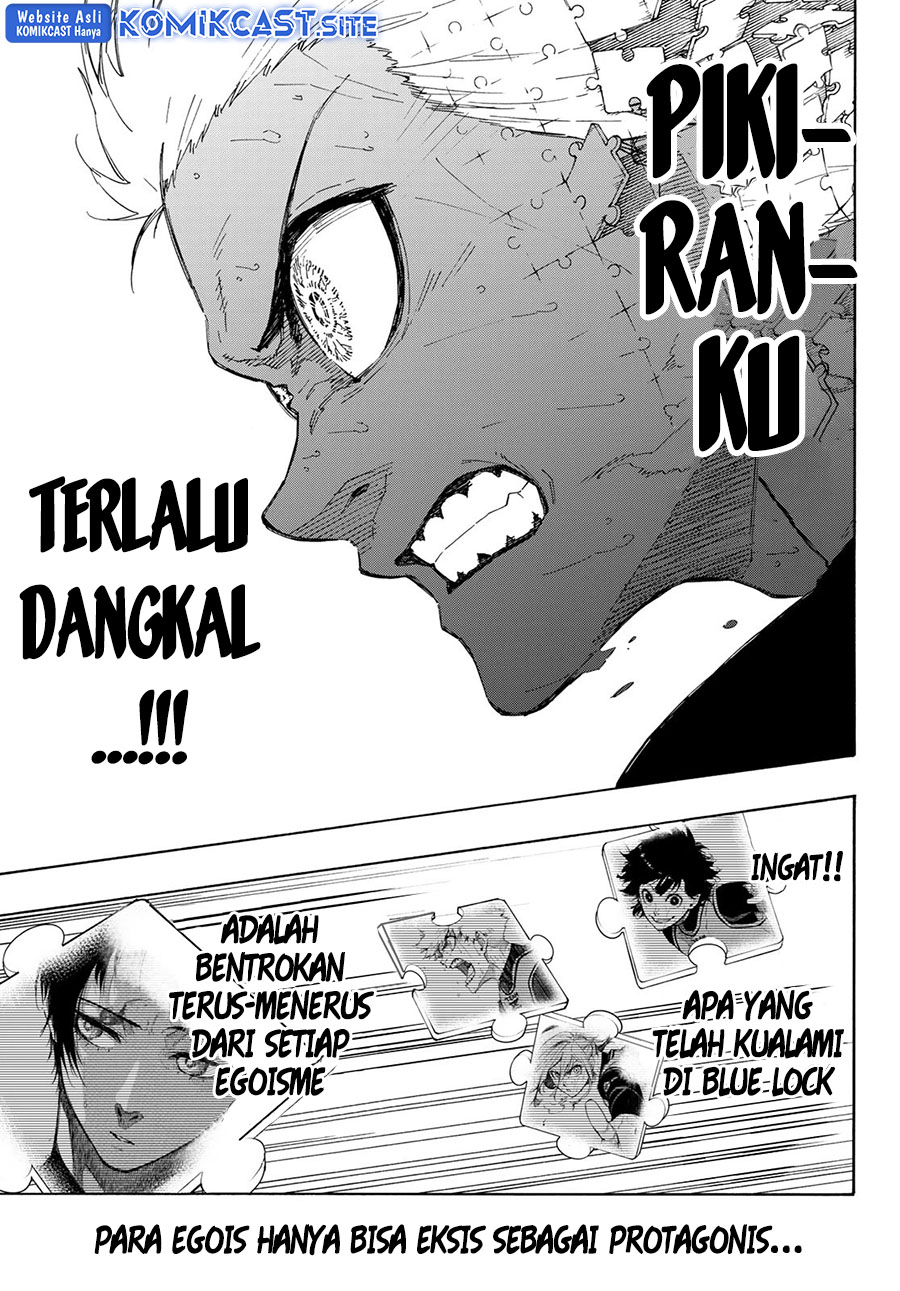 Website Asli
KOMIKCAST Hanya
KOMIKCAST.SITE
PIKI-
RAN-
KU
TERLALU
DANGKAL
...!!!
INGAT!!
APA YANG
TELAH KUALAMI
DI BLUE LOCK
ADALAH
BENTROKAN
TERUS-MENERUS
DARI SETIAP
EGOISME
PARA EGOIS HANYA BISA EKSIS SEBAGAI PROTAGONIS...